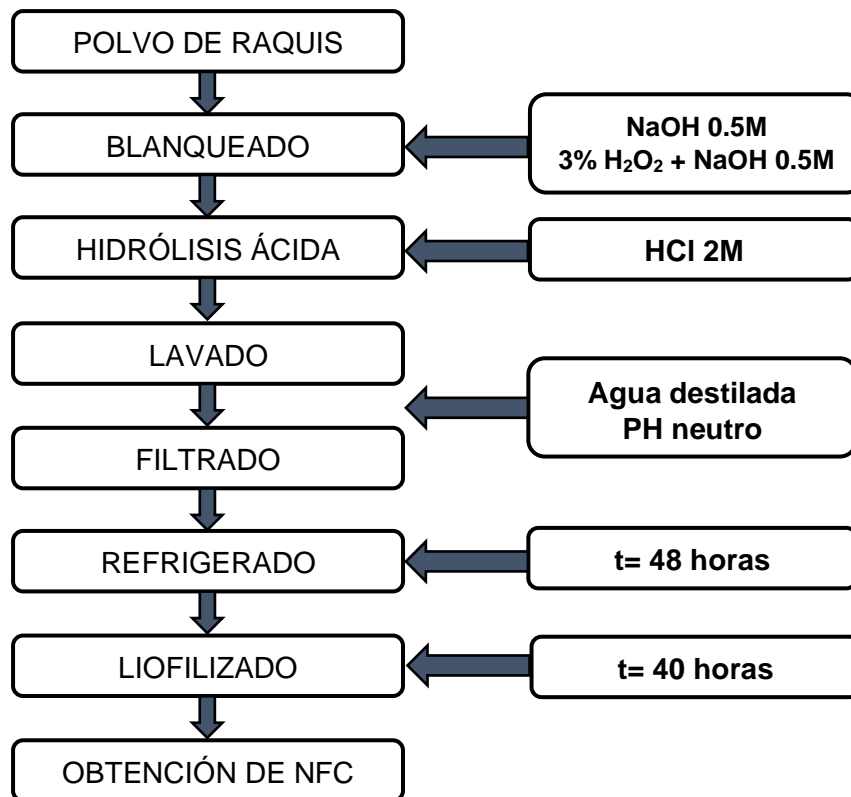 POLVO DE RAQUIS
BLANQUEADO
NaOH 0.5M
3% H₂O₂ + NaOH 0.5M
HIDRÓLISIS ÁCIDA
HCl 2M
LAVADO
Agua destilada
PH neutro
FILTRADO
REFRIGERADO
t= 48 horas
LIOFILIZADO
t= 40 horas
OBTENCIÓN DE NFC